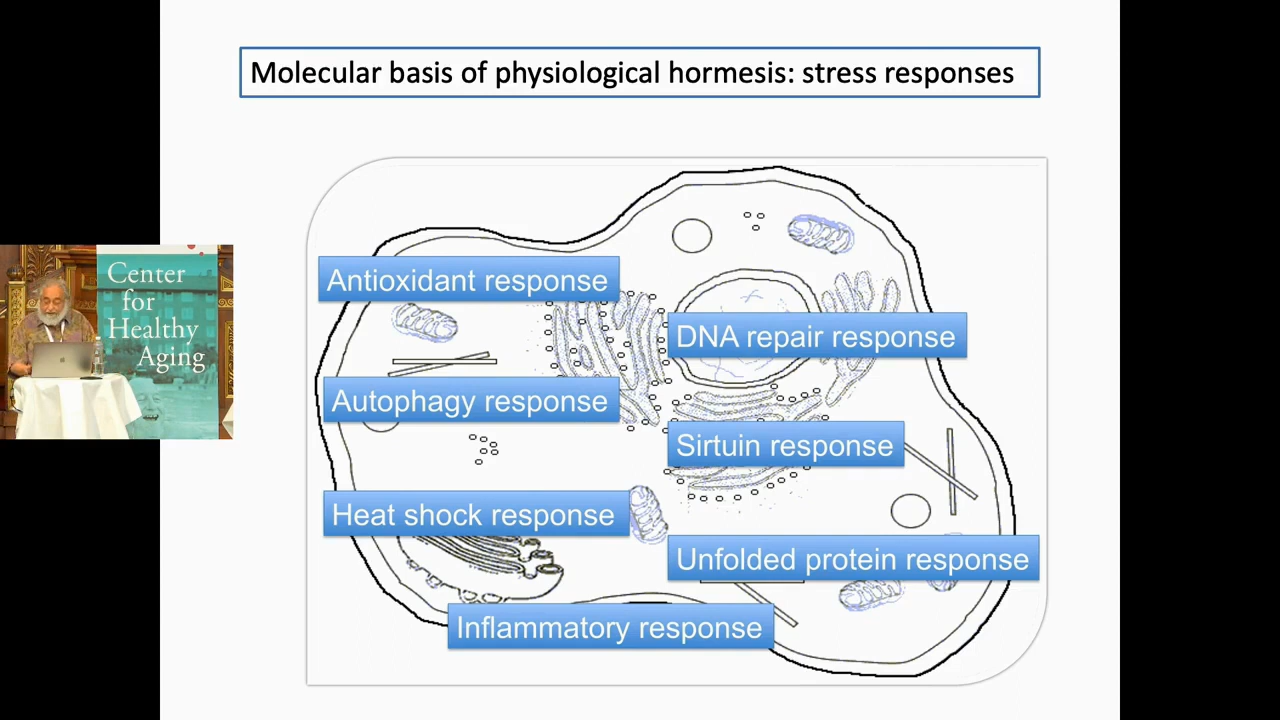 Molecular basis of physiological hormesis: stress responses
Center
for
Healthy
Aging
Antioxidant response
DNA repair response
Autophagy response
Sirtuin response
Heat shock response
Unfolded protein response
Inflammatory response